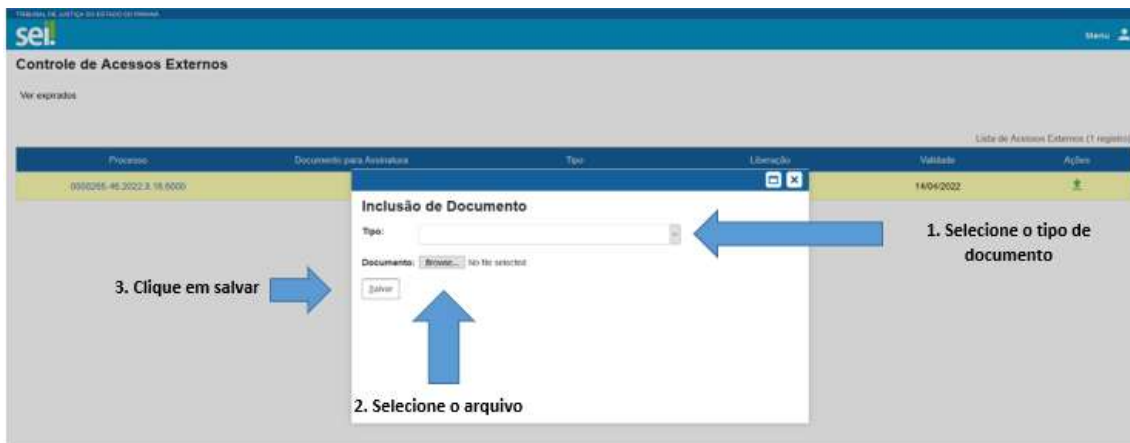 TRIBUNAL DE JUSTIÇA DO ESTADO DO PARANÁ
sei!
Menu
Controle de Acessos Externos
Ver expirados
Lista de Acessos Externos (1 registro)
Processo Documento para Assinatura Tipo Liberação Validade Ações
14/04/2022
Inclusão de Documento
Tipo:
1. Selecione o tipo de
documento
Documento: Browse... No file selected.
3. Clique em salvar
Salvar
2. Selecione o arquivo